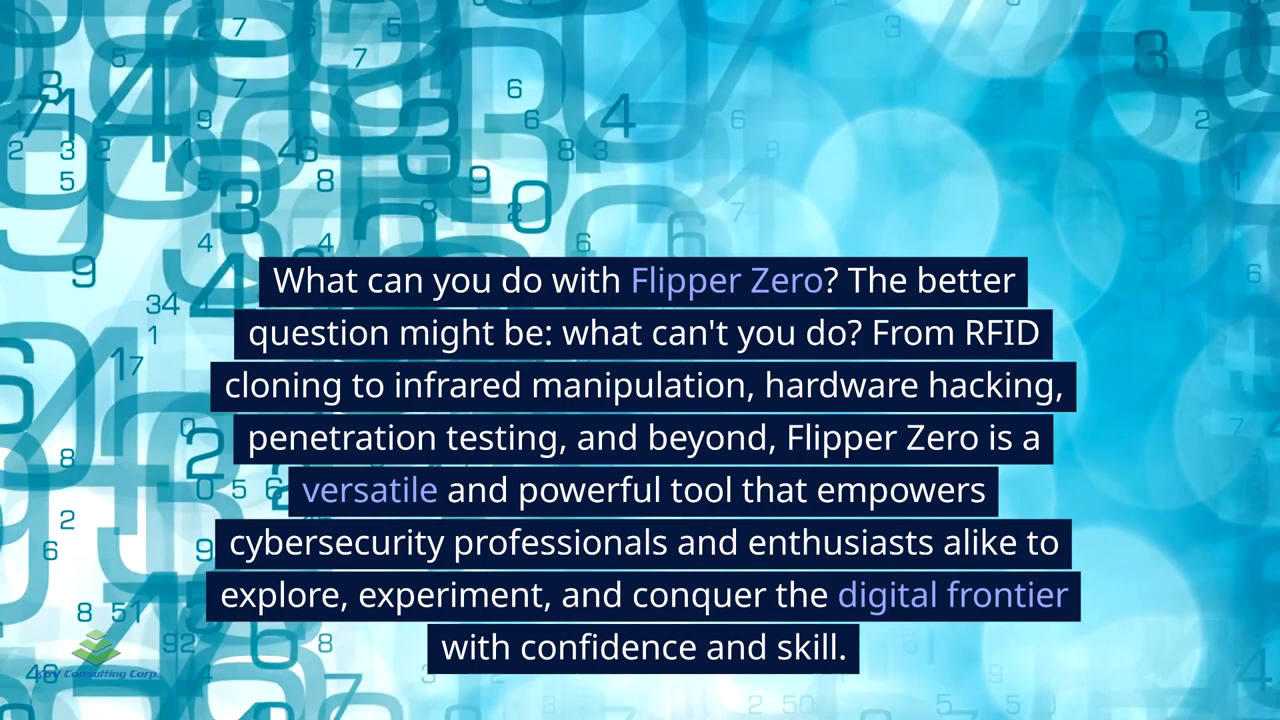 What can you do with Flipper Zero? The better
question might be: what can't you do? From RFID
cloning to infrared manipulation, hardware hacking,
penetration testing, and beyond, Flipper Zero is a
versatile and powerful tool that empowers
cybersecurity professionals and enthusiasts alike to
explore, experiment, and conquer the digital frontier
with confidence and skill.
Consulting Corp.